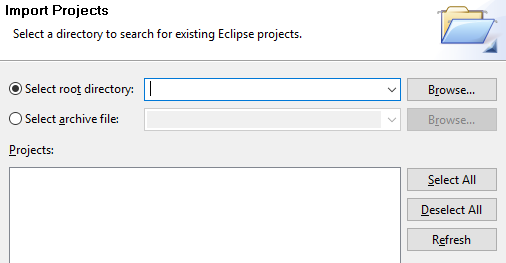 Import Projects
Select a directory to search for existing Eclipse projects.
Select root directory:
Browse...
Select archive file:
Browse...
Projects:
Select All
Deselect All
Refresh